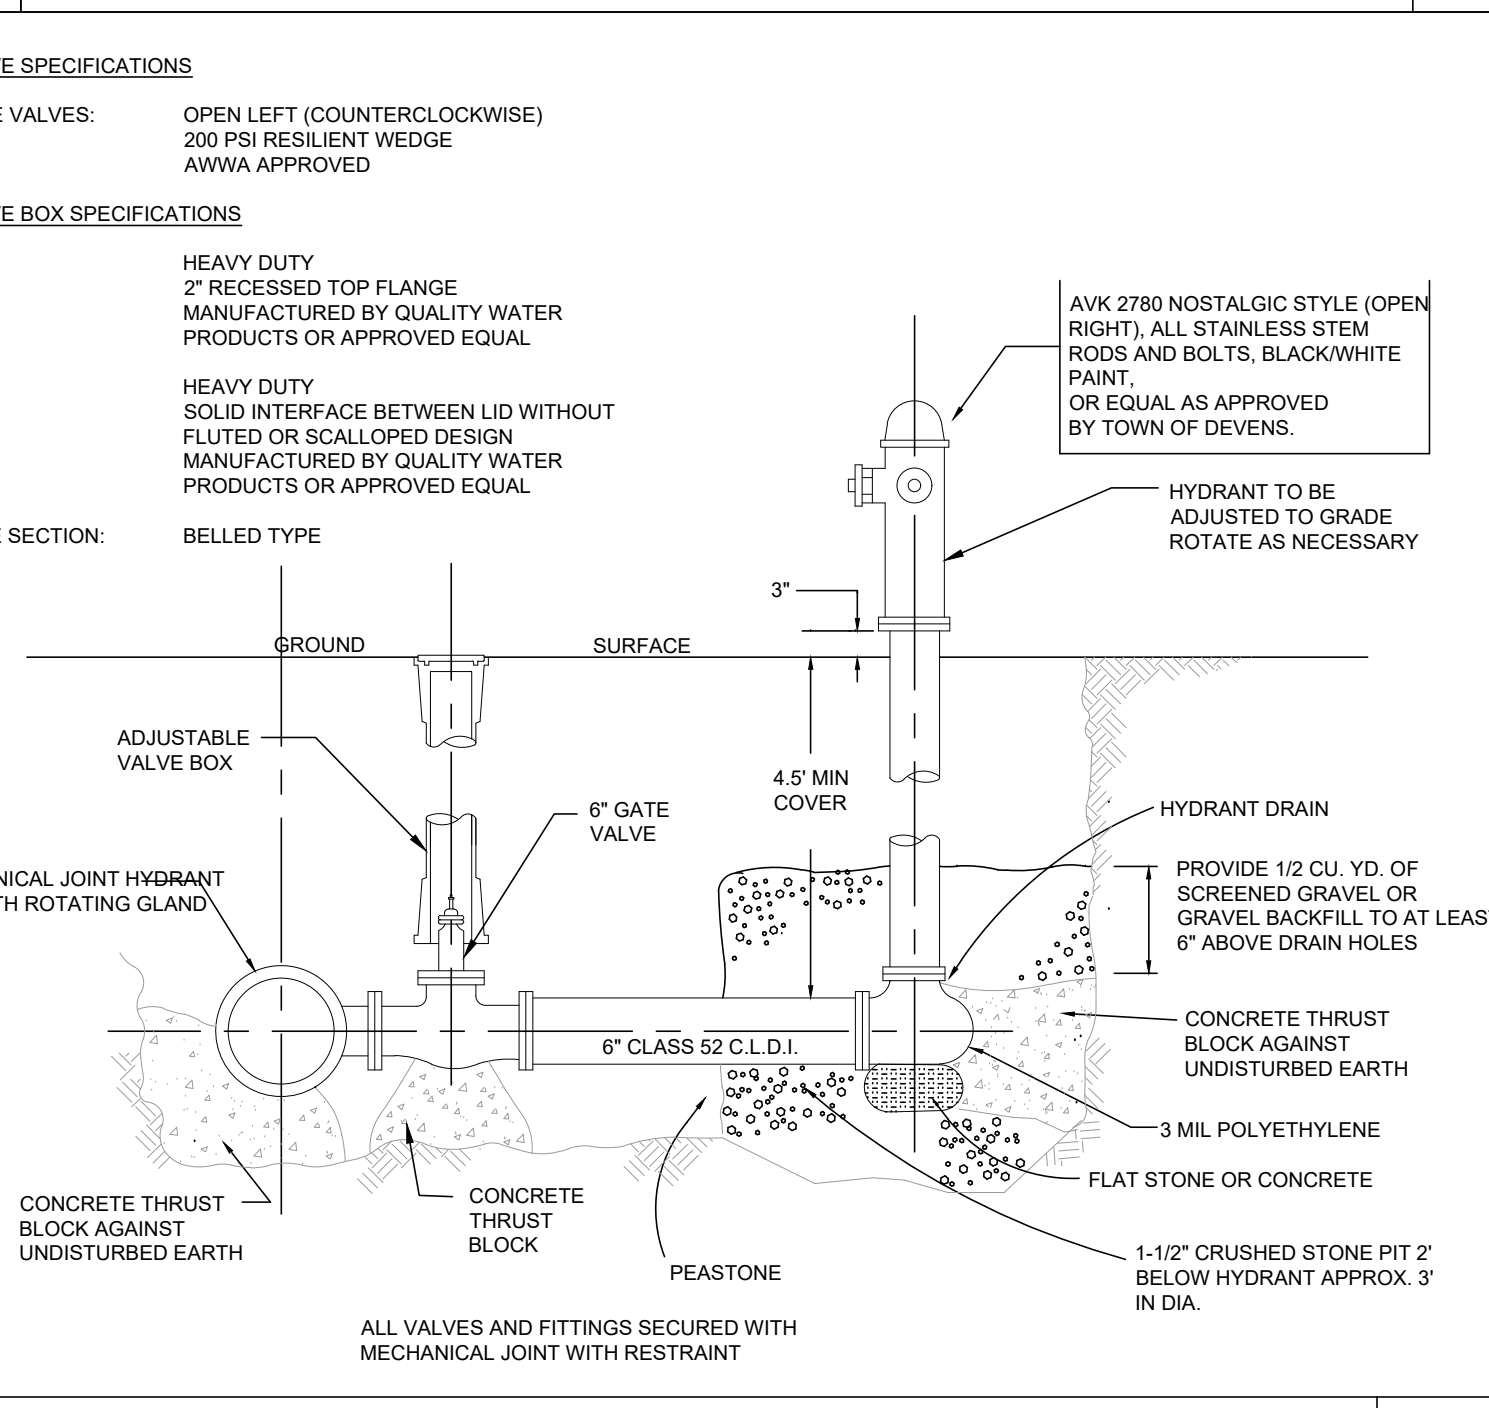 VE SPECIFICATIONS
E VALVES: OPEN LEFT (COUNTERCLOCKWISE)
200 PSI RESILIENT WEDGE
AWWA APPROVED
VE BOX SPECIFICATIONS
HEAVY DUTY
2" RECESSED TOP FLANGE
MANUFACTURED BY QUALITY WATER
PRODUCTS OR APPROVED EQUAL
HEAVY DUTY
SOLID INTERFACE BETWEEN LID WITHOUT
FLUTED OR SCALLOPED DESIGN
MANUFACTURED BY QUALITY WATER
PRODUCTS OR APPROVED EQUAL
E SECTION: BELLED TYPE
AVK 2780 NOSTALGIC STYLE (OPEN
RIGHT), ALL STAINLESS STEM
RODS AND BOLTS, BLACK/WHITE
PAINT,
OR EQUAL AS APPROVED
BY TOWN OF DEVENS.
HYDRANT TO BE
ADJUSTED TO GRADE
ROTATE AS NECESSARY
3"
GROUND SURFACE
ADJUSTABLE
VALVE BOX
6" GATE
VALVE
4.5' MIN
COVER
HYDRANT DRAIN
NICAL JOINT HYDRANT
TH ROTATING GLAND
PROVIDE 1/2 CU. YD. OF
SCREENED GRAVEL OR
GRAVEL BACKFILL TO AT LEAST
6" ABOVE DRAIN HOLES
6" CLASS 52 C.L.D.I.
CONCRETE THRUST
BLOCK AGAINST
UNDISTURBED EARTH
3 MIL POLYETHYLENE
FLAT STONE OR CONCRETE
CONCRETE THRUST
BLOCK AGAINST
UNDISTURBED EARTH
CONCRETE
THRUST
BLOCK
PEASTONE
1-1/2" CRUSHED STONE PIT 2'
BELOW HYDRANT APPROX. 3'
IN DIA.
ALL VALVES AND FITTINGS SECURED WITH
MECHANICAL JOINT WITH RESTRAINT